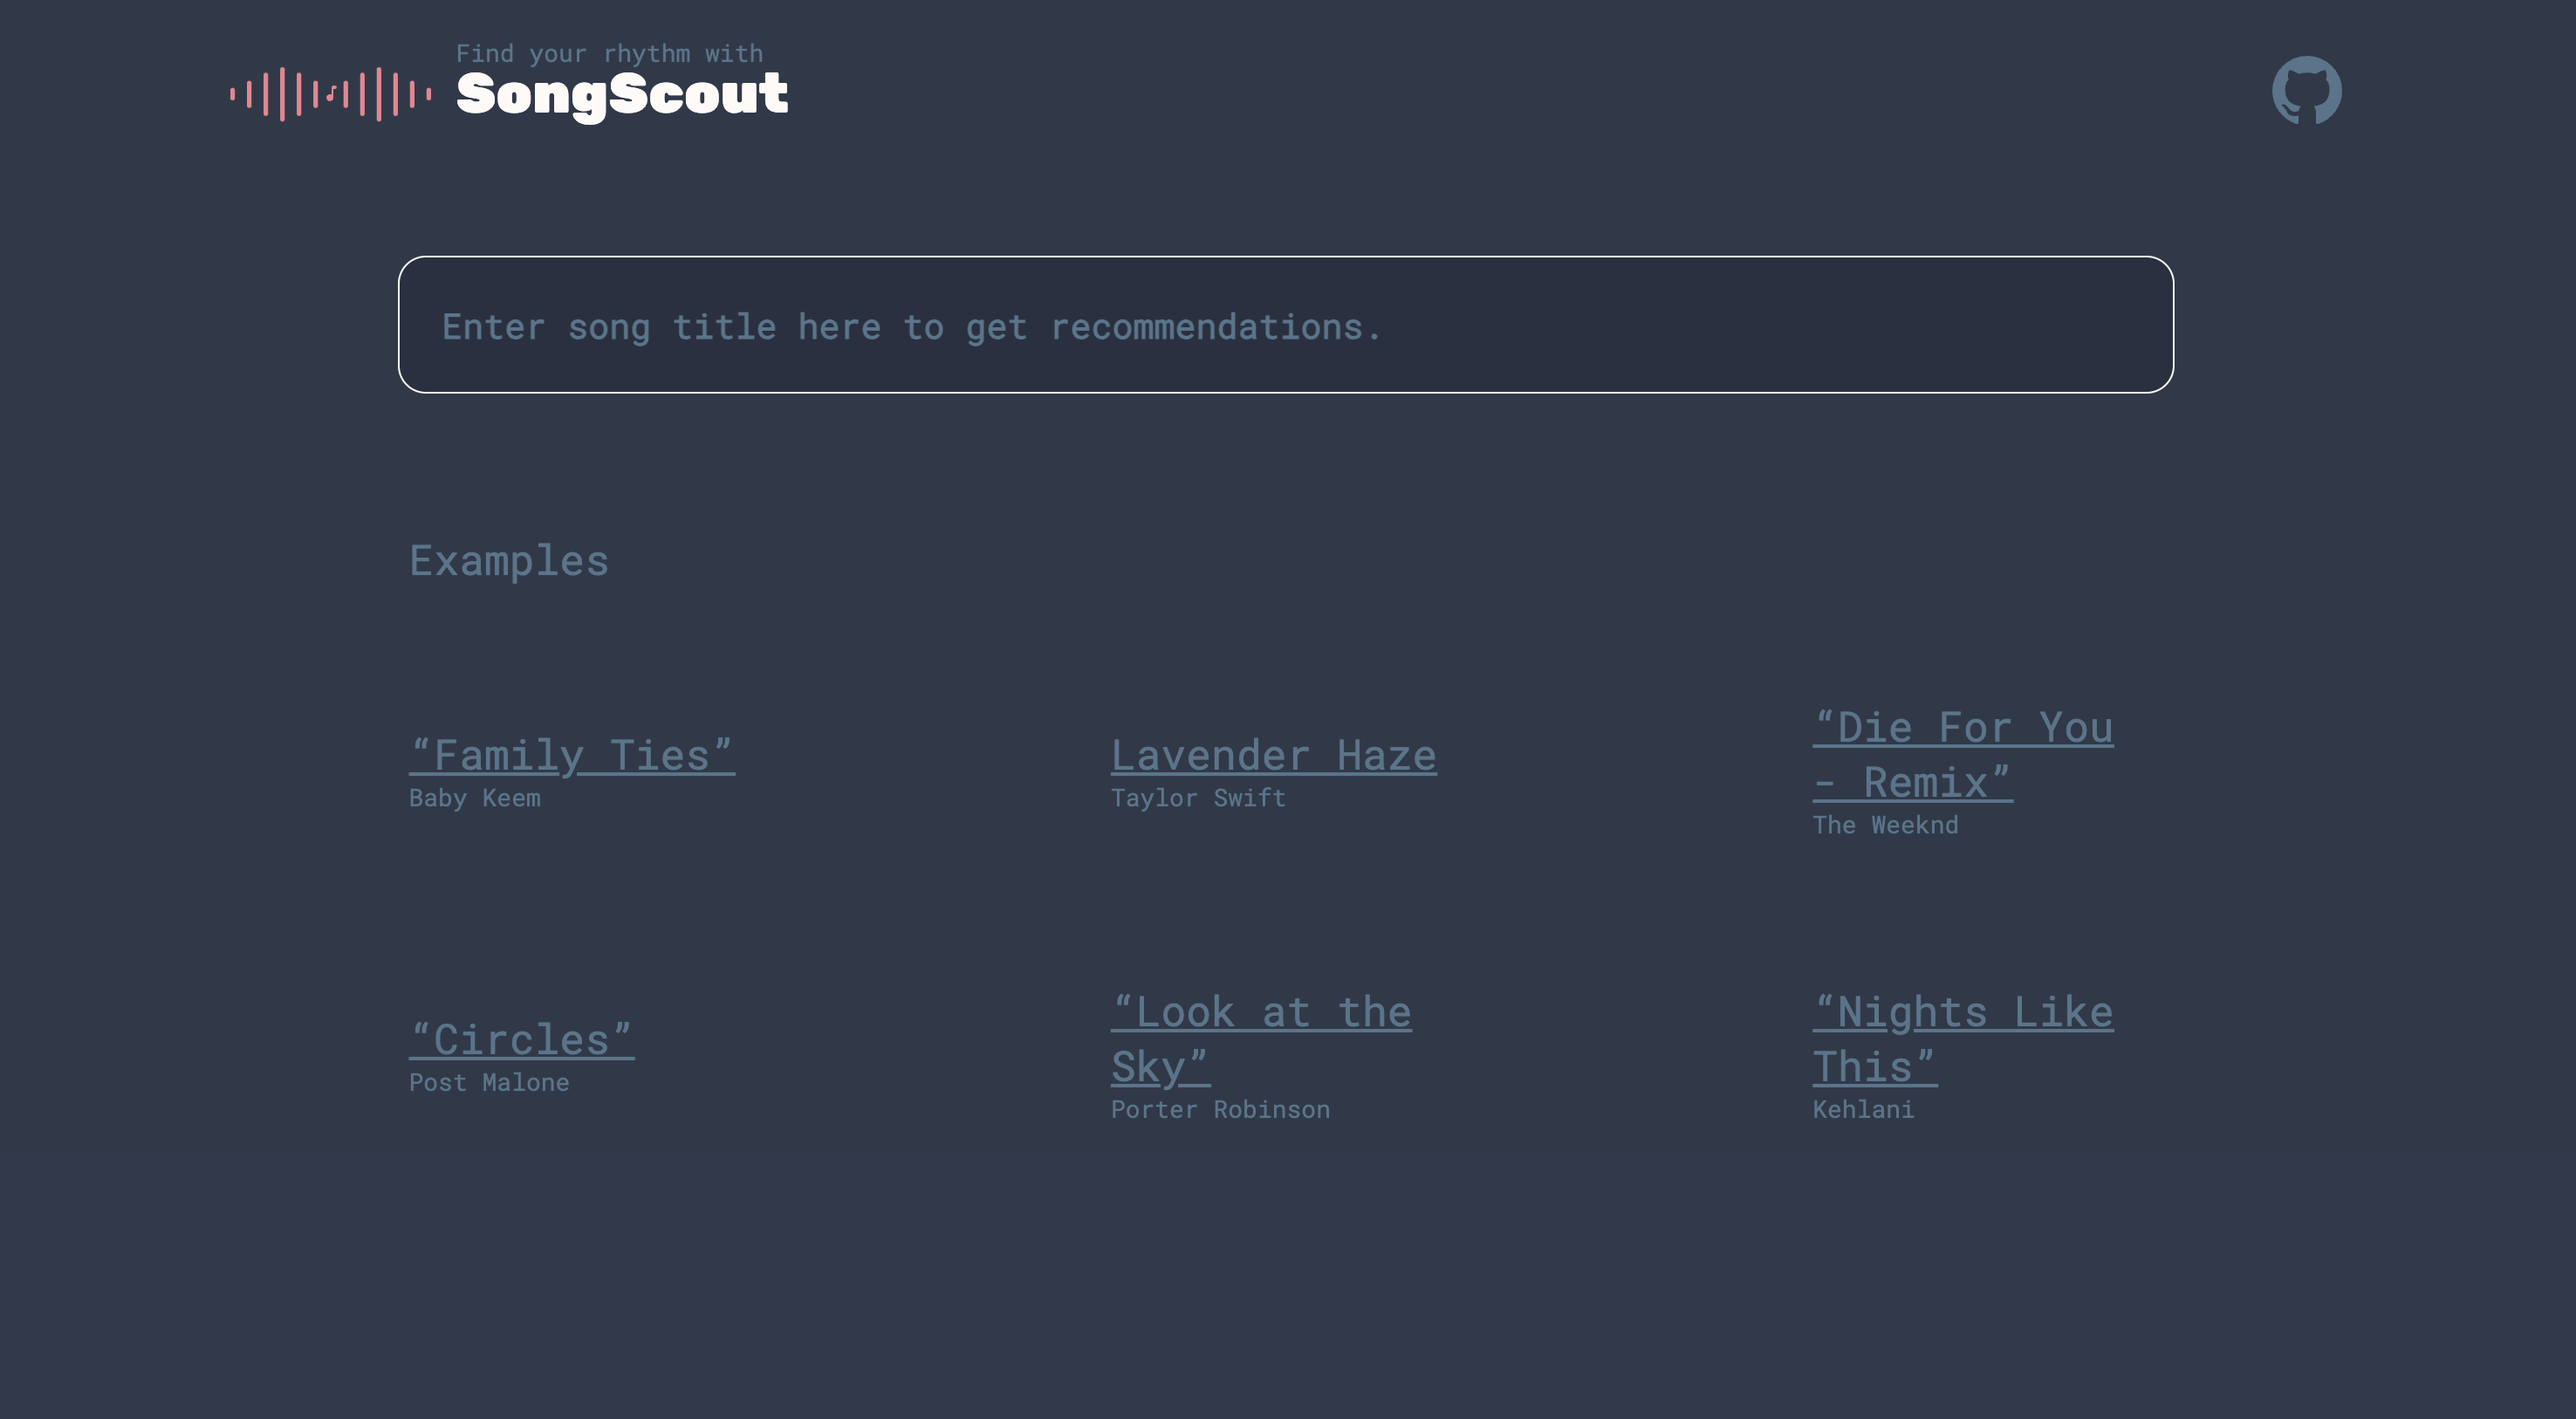 Find your rhythm with
SongScout
Enter song title here to get recommendations.
Examples
“Family Ties”
Baby Keem
Lavender Haze
Taylor Swift
“Die For You
- Remix”
The Weeknd
“Circles”
Post Malone
“Look at the
Sky”
Porter Robinson
“Nights Like
This”
Kehlani